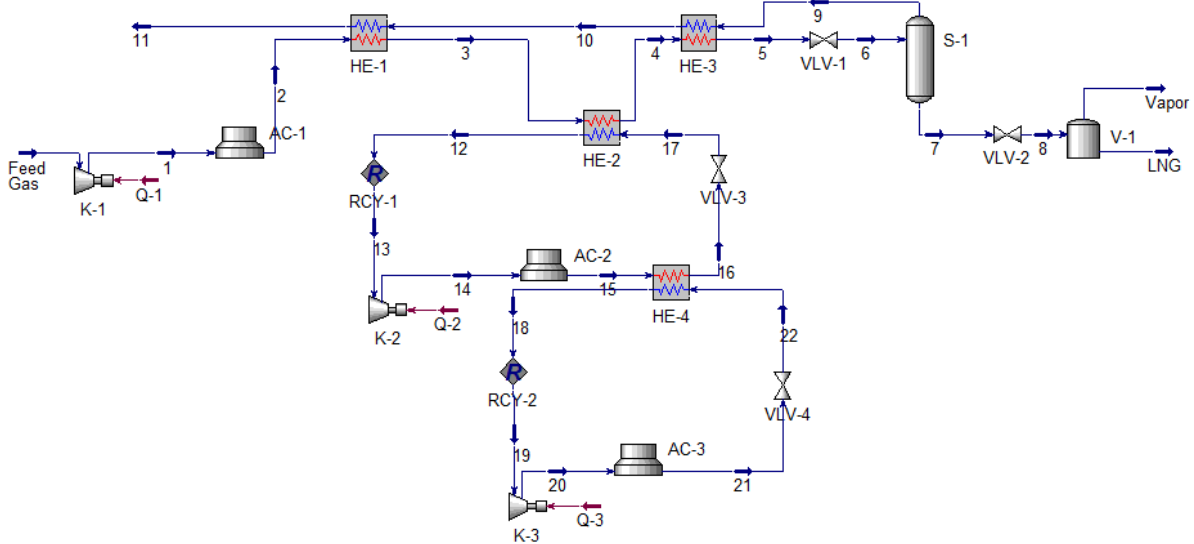 9
11
10
4
5
6
S-1
HE-1
3
HE-3
VLV-1
2
Vapor
AC-1
12
17
7
8
V-1
Feed
Gas
1
HE-2
VLV-2
LNG
K-1
Q-1
RCY-1
VLV-3
R
13
AC-2
14
15
16
HE-4
K-2
Q-2
18
22
R
RCY-2
VLV-4
19
AC-3
20
21
K-3
Q-3